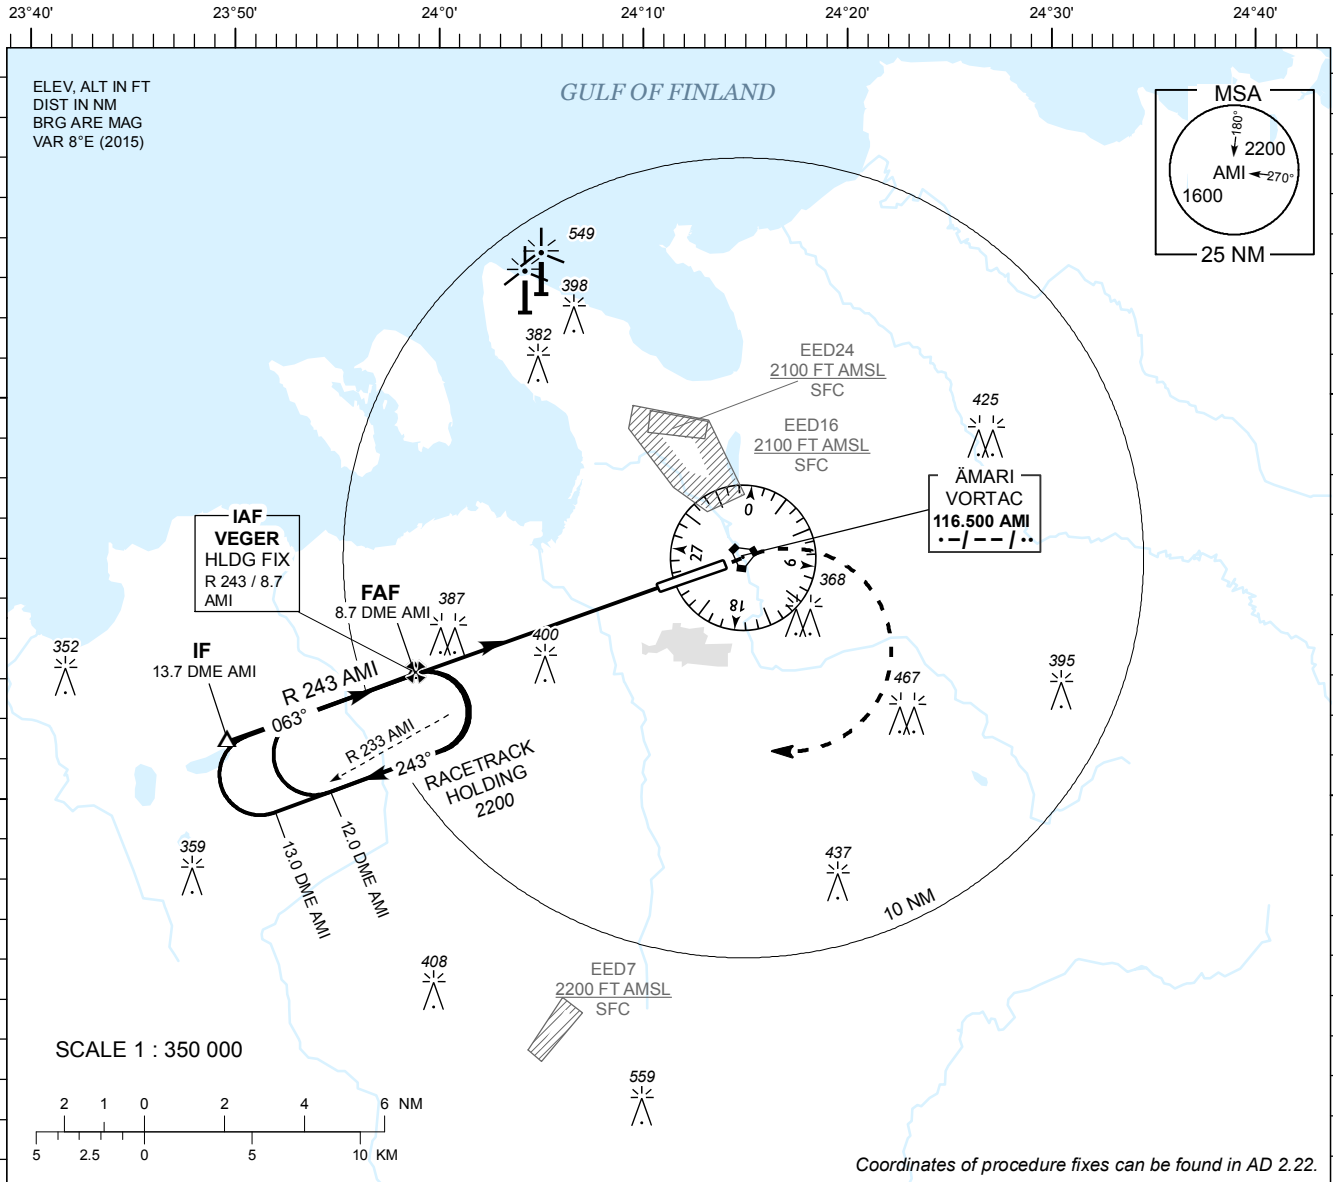 23°40' 23°50' 24°0' 24°10' 24°20' 24°30' 24°40'
ELEV, ALT IN FT
DIST IN NM
BRG ARE MAG
VAR 8°E (2015)
GULF OF FINLAND
MSA
180°
2200
AMI
270°
1600
25 NM
549
398
382
EED24
2100 FT AMSL
SFC
EED16
2100 FT AMSL
SFC
425
ÄMARI
VORTAC
116.500 AMI
•–/––/••
0
27
9
18
IAF
VEGER
HLDG FIX
R 243 / 8.7
AMI
FAF
8.7 DME AMI
387
368
400
352
IF
13.7 DME AMI
R 243 AMI
063°
395
467
R 233 AMI
243°
RACETRACK
HOLDING
2200
12.0 DME AMI
13.0 DME AMI
359
437
10 NM
408
EED7
2200 FT AMSL
SFC
559
SCALE 1 : 350 000
2 1 0 2 4 6 NM
5 2.5 0 5 10 KM
Coordinates of procedure fixes can be found in AD 2.22.